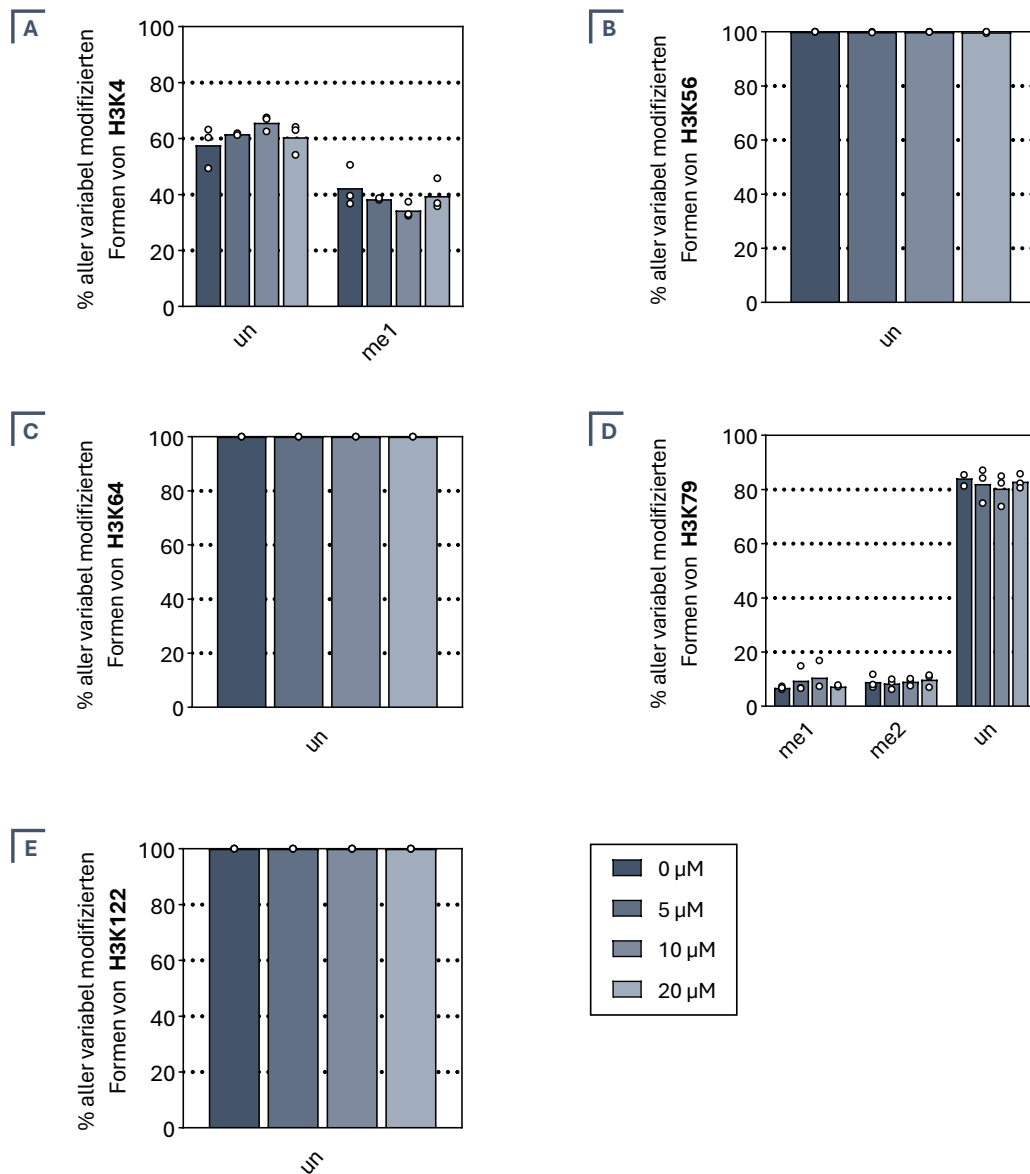 A
% aller variabel modifizierten
Formen von H3K4
100
80
60
40
20
0
un
me1
B
% aller variabel modifizierten
Formen von H3K56
100
80
60
40
20
0
un
C
% aller variabel modifizierten
Formen von H3K64
100
80
60
40
20
0
un
D
% aller variabel modifizierten
Formen von H3K79
100
80
60
40
20
0
me1
me2
un
E
% aller variabel modifizierten
Formen von H3K122
100
80
60
40
20
0
un
0 µM
5 µM
10 µM
20 µM